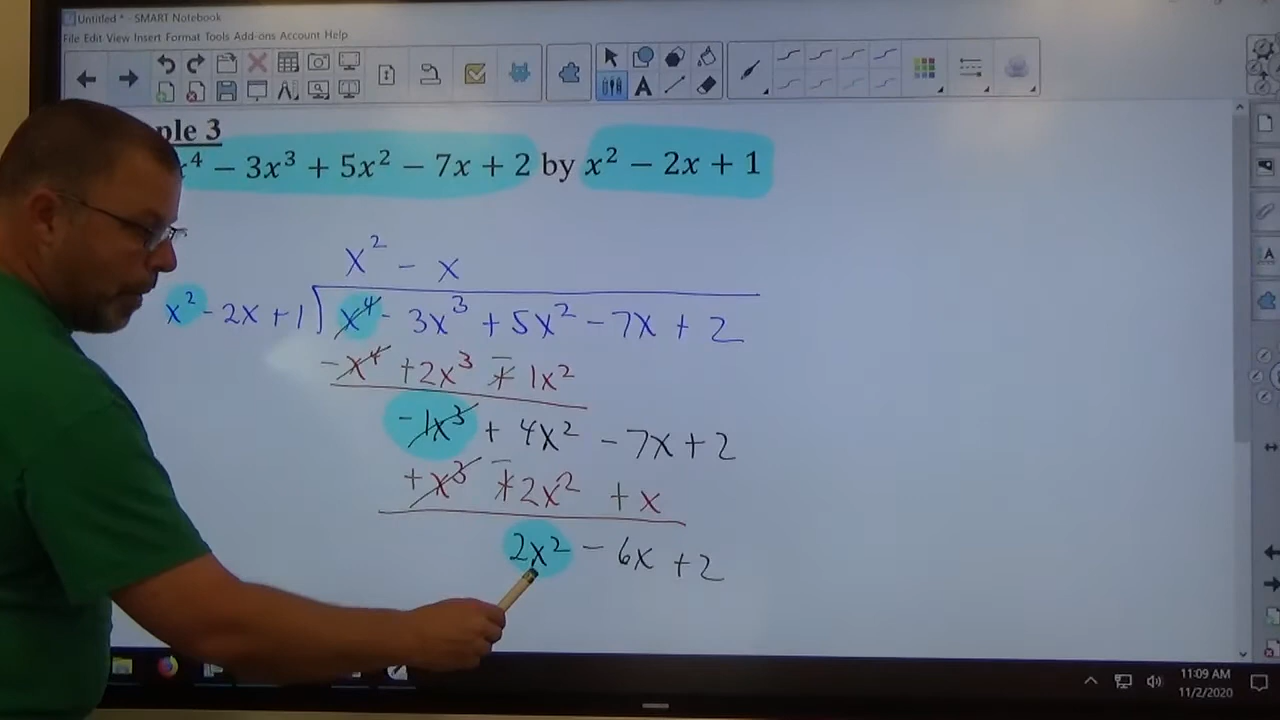 Untitled * - SMART Notebook
File Edit View Insert Format Tools Add-ons Account Help
ple 3
x⁴ − 3x³ + 5x² − 7x + 2 by x² − 2x + 1
x² − x
x² - 2x + 1 ) x⁴ - 3x³ + 5x² - 7x + 2
- x⁴ + 2x³ - 1x²
- 1x³ + 4x² - 7x + 2
+ x³ - 2x² + x
2x² - 6x + 2
11:09 AM
11/2/2020